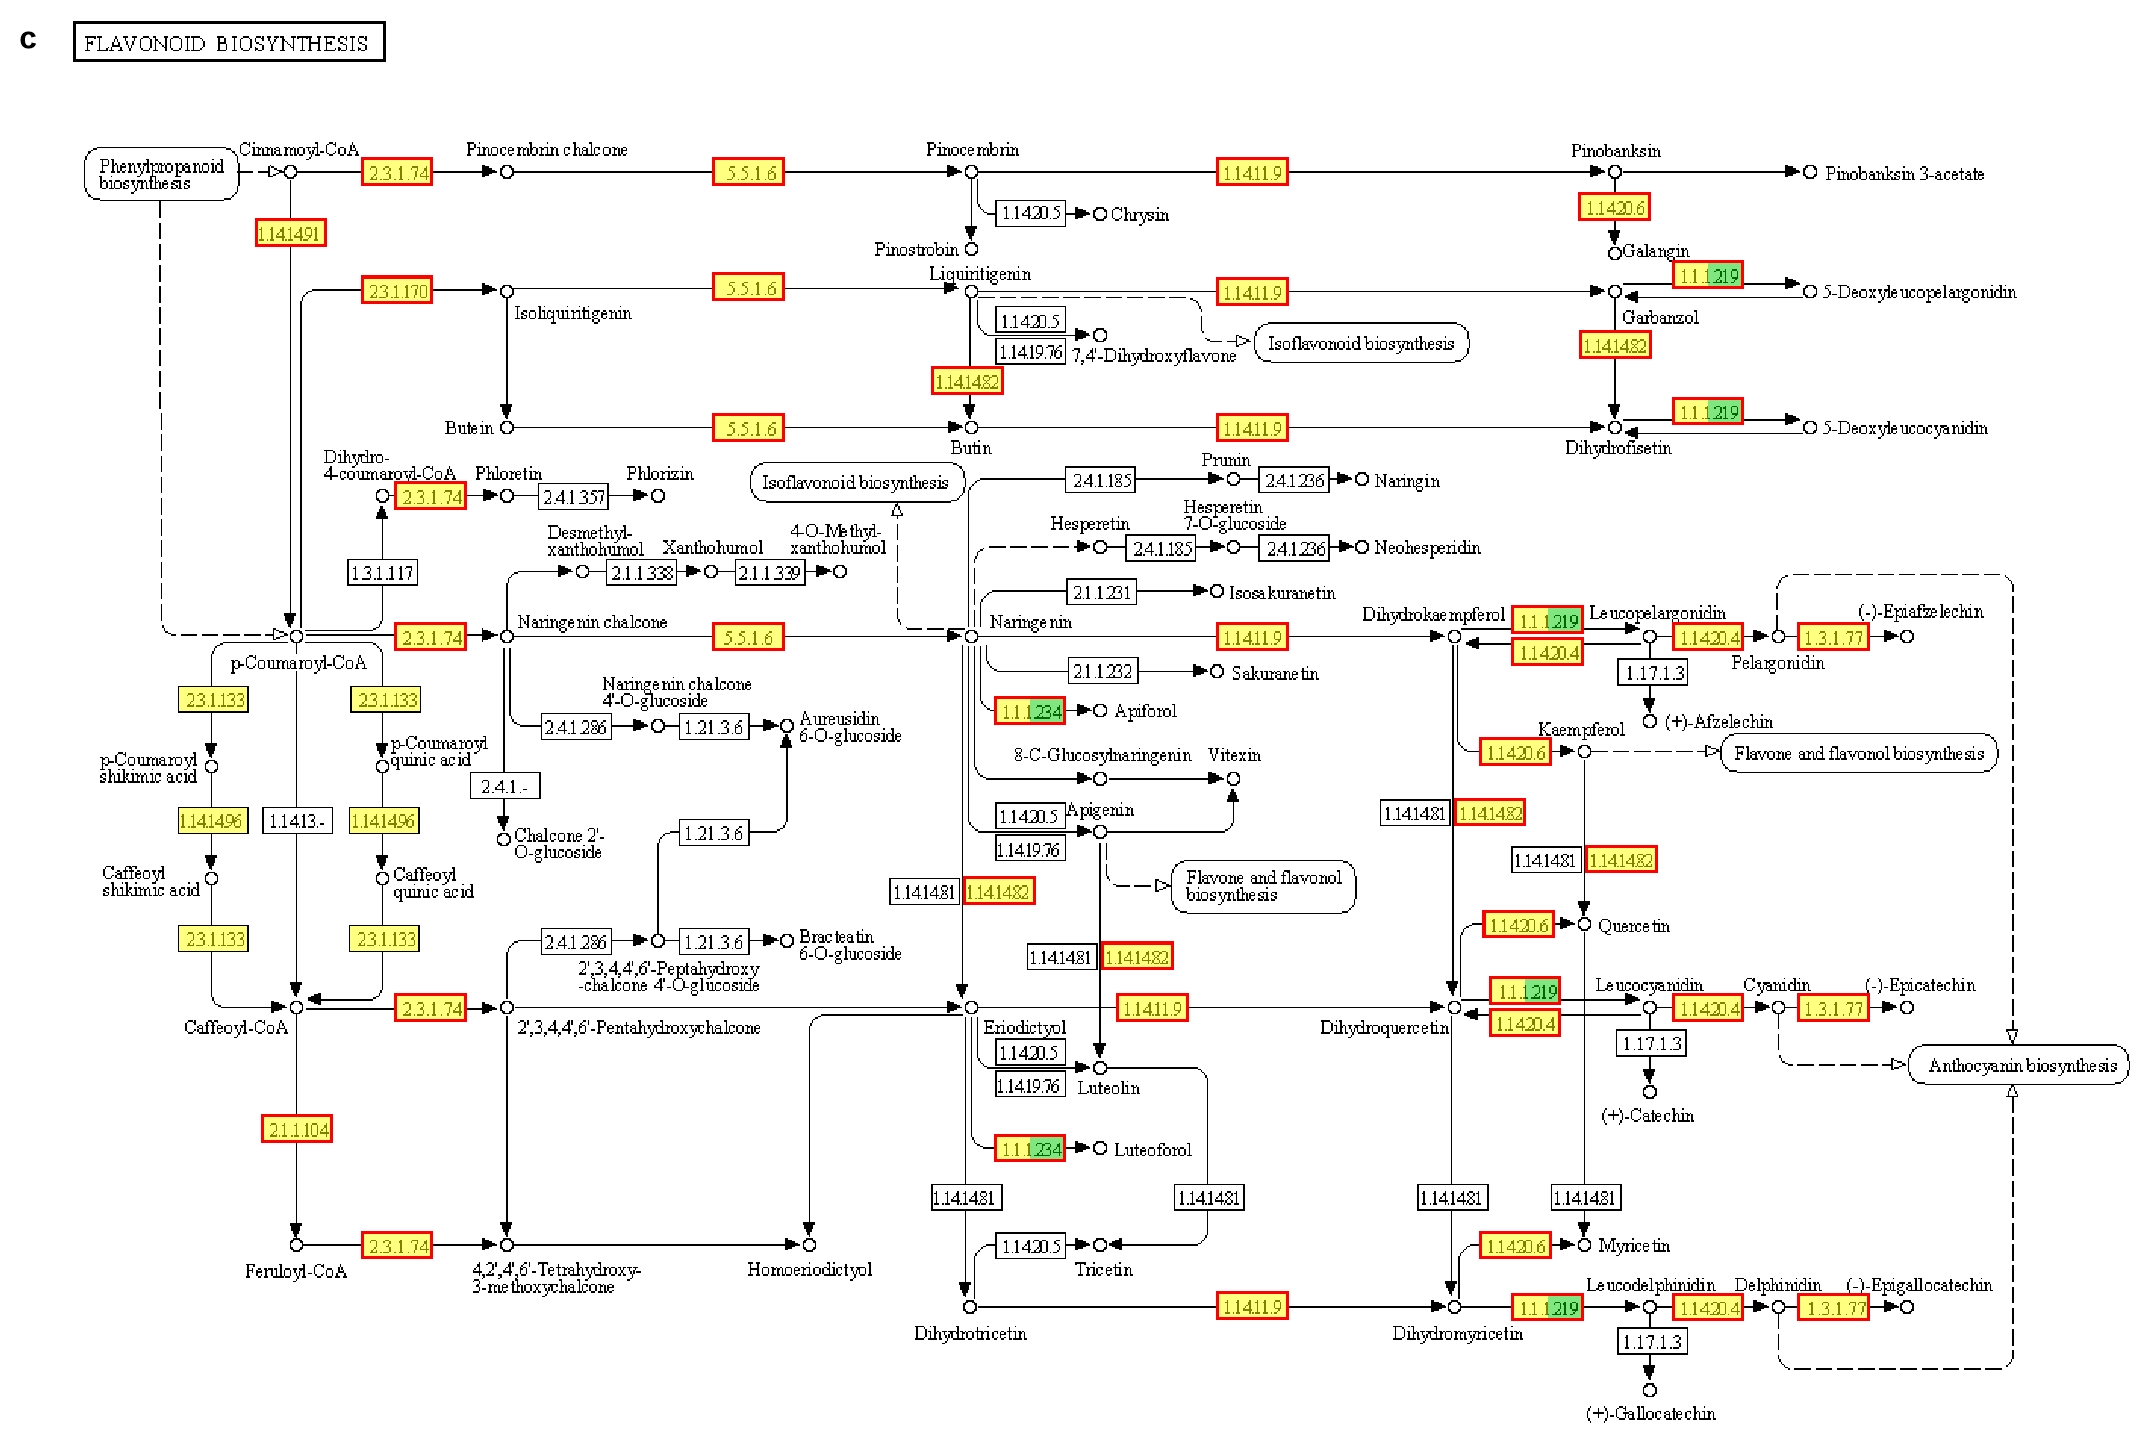 c
FLAVONOID BIOSYNTHESIS
Phenylpropanoid
biosynthesis
Cinnamoyl-CoA
2.3.1.74
Pinocembrin chalcone
5.5.1.6
Pinocembrin
1.14.11.9
Pinobanksin
Pinobanksin 3-acetate
1.14.14.91
1.14.20.5
Chrysin
1.14.20.6
Pinostrobin
Galangin
2.3.1.170
Isoliquiritigenin
5.5.1.6
Liquiritigenin
1.14.11.9
1.1.1.219
5-Deoxyleucopelargonidin
Garbanzol
1.14.20.5
1.14.19.76
7,4'-Dihydroxyflavone
Isoflavonoid biosynthesis
1.14.14.82
1.14.14.82
Butein
5.5.1.6
Butin
1.14.11.9
1.1.1.219
5-Deoxyleucocyanidin
Dihydrofisetin
Dihydro-
4-coumaroyl-CoA
2.3.1.74
Phloretin
2.4.1.357
Phlorizin
Isoflavonoid biosynthesis
2.4.1.185
Prunin
2.4.1.236
Naringin
1.3.1.117
Desmethyl-
xanthohumol
2.1.1.338
Xanthohumol
2.1.1.339
4-O-Methyl-
xanthohumol
Hesperetin
2.4.1.185
Hesperetin
7-O-glucoside
2.4.1.236
Neohesperidin
2.1.1.231
Isosakuranetin
p-Coumaroyl-CoA
2.3.1.74
Naringenin chalcone
5.5.1.6
Naringenin
1.14.11.9
Dihydrokaempferol
1.1.1.219
1.14.20.4
Leucopelargonidin
1.14.20.4
Pelargonidin
1.3.1.77
(-)-Epiafzelechin
2.1.1.232
Sakuranetin
1.17.1.3
(+)-Afzelechin
2.3.1.133
2.3.1.133
Naringenin chalcone
4'-O-glucoside
2.4.1.286
1.21.3.6
Aureusidin
6-O-glucoside
1.1.1.234
Apiforol
1.14.20.6
Kaempferol
Flavone and flavonol biosynthesis
p-Coumaroyl
shikimic acid
p-Coumaroyl
quinic acid
2.4.1.-
Chalcone 2'-
O-glucoside
8-C-Glucosylnaringenin
Vitexin
1.14.14.96
1.14.13.-
1.14.14.96
1.21.3.6
1.14.20.5
1.14.19.76
Apigenin
1.14.14.81
1.14.14.82
1.14.14.81
1.14.14.82
Caffeoyl
shikimic acid
Caffeoyl
quinic acid
1.14.14.81
1.14.14.82
Flavone and flavonol
biosynthesis
2.3.1.133
2.3.1.133
2.4.1.286
1.21.3.6
Bracteatin
6-O-glucoside
2',3,4,4',6'-Peptahydroxy
-chalcone 4'-O-glucoside
1.14.14.81
1.14.14.82
1.14.20.6
Quercetin
Caffeoyl-CoA
2.3.1.74
2',3,4,4',6'-Pentahydroxychalcone
Eriodictyol
1.14.11.9
Dihydroquercetin
1.1.1.219
1.14.20.4
Leucocyanidin
1.14.20.4
Cyanidin
1.3.1.77
(-)-Epicatechin
1.14.20.5
1.14.19.76
Luteolin
1.17.1.3
(+)-Catechin
Anthocyanin biosynthesis
2.1.1.104
1.1.1.234
Luteoforol
1.14.14.81
1.14.14.81
1.14.14.81
1.14.14.81
Feruloyl-CoA
2.3.1.74
4,2',4',6'-Tetrahydroxy-
3-methoxychalcone
Homoeriodictyol
1.14.20.5
Tricetin
1.14.20.6
Myricetin
Dihydrotricetin
1.14.11.9
Dihydromyricetin
1.1.1.219
Leucodelphinidin
1.14.20.4
Delphinidin
1.3.1.77
(-)-Epigallocatechin
1.17.1.3
(+)-Gallocatechin